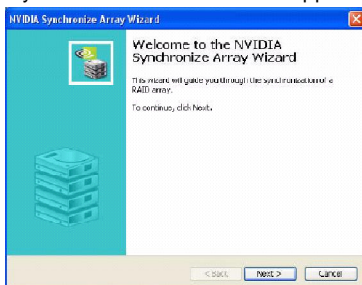 NVIDIA Synchronize Array Wizard
Welcome to the NVIDIA
Synchronize Array Wizard
This wizard will guide you through the synchronization of a
RAID array.
To continue, click Next.
< Back
Next >
Cancel